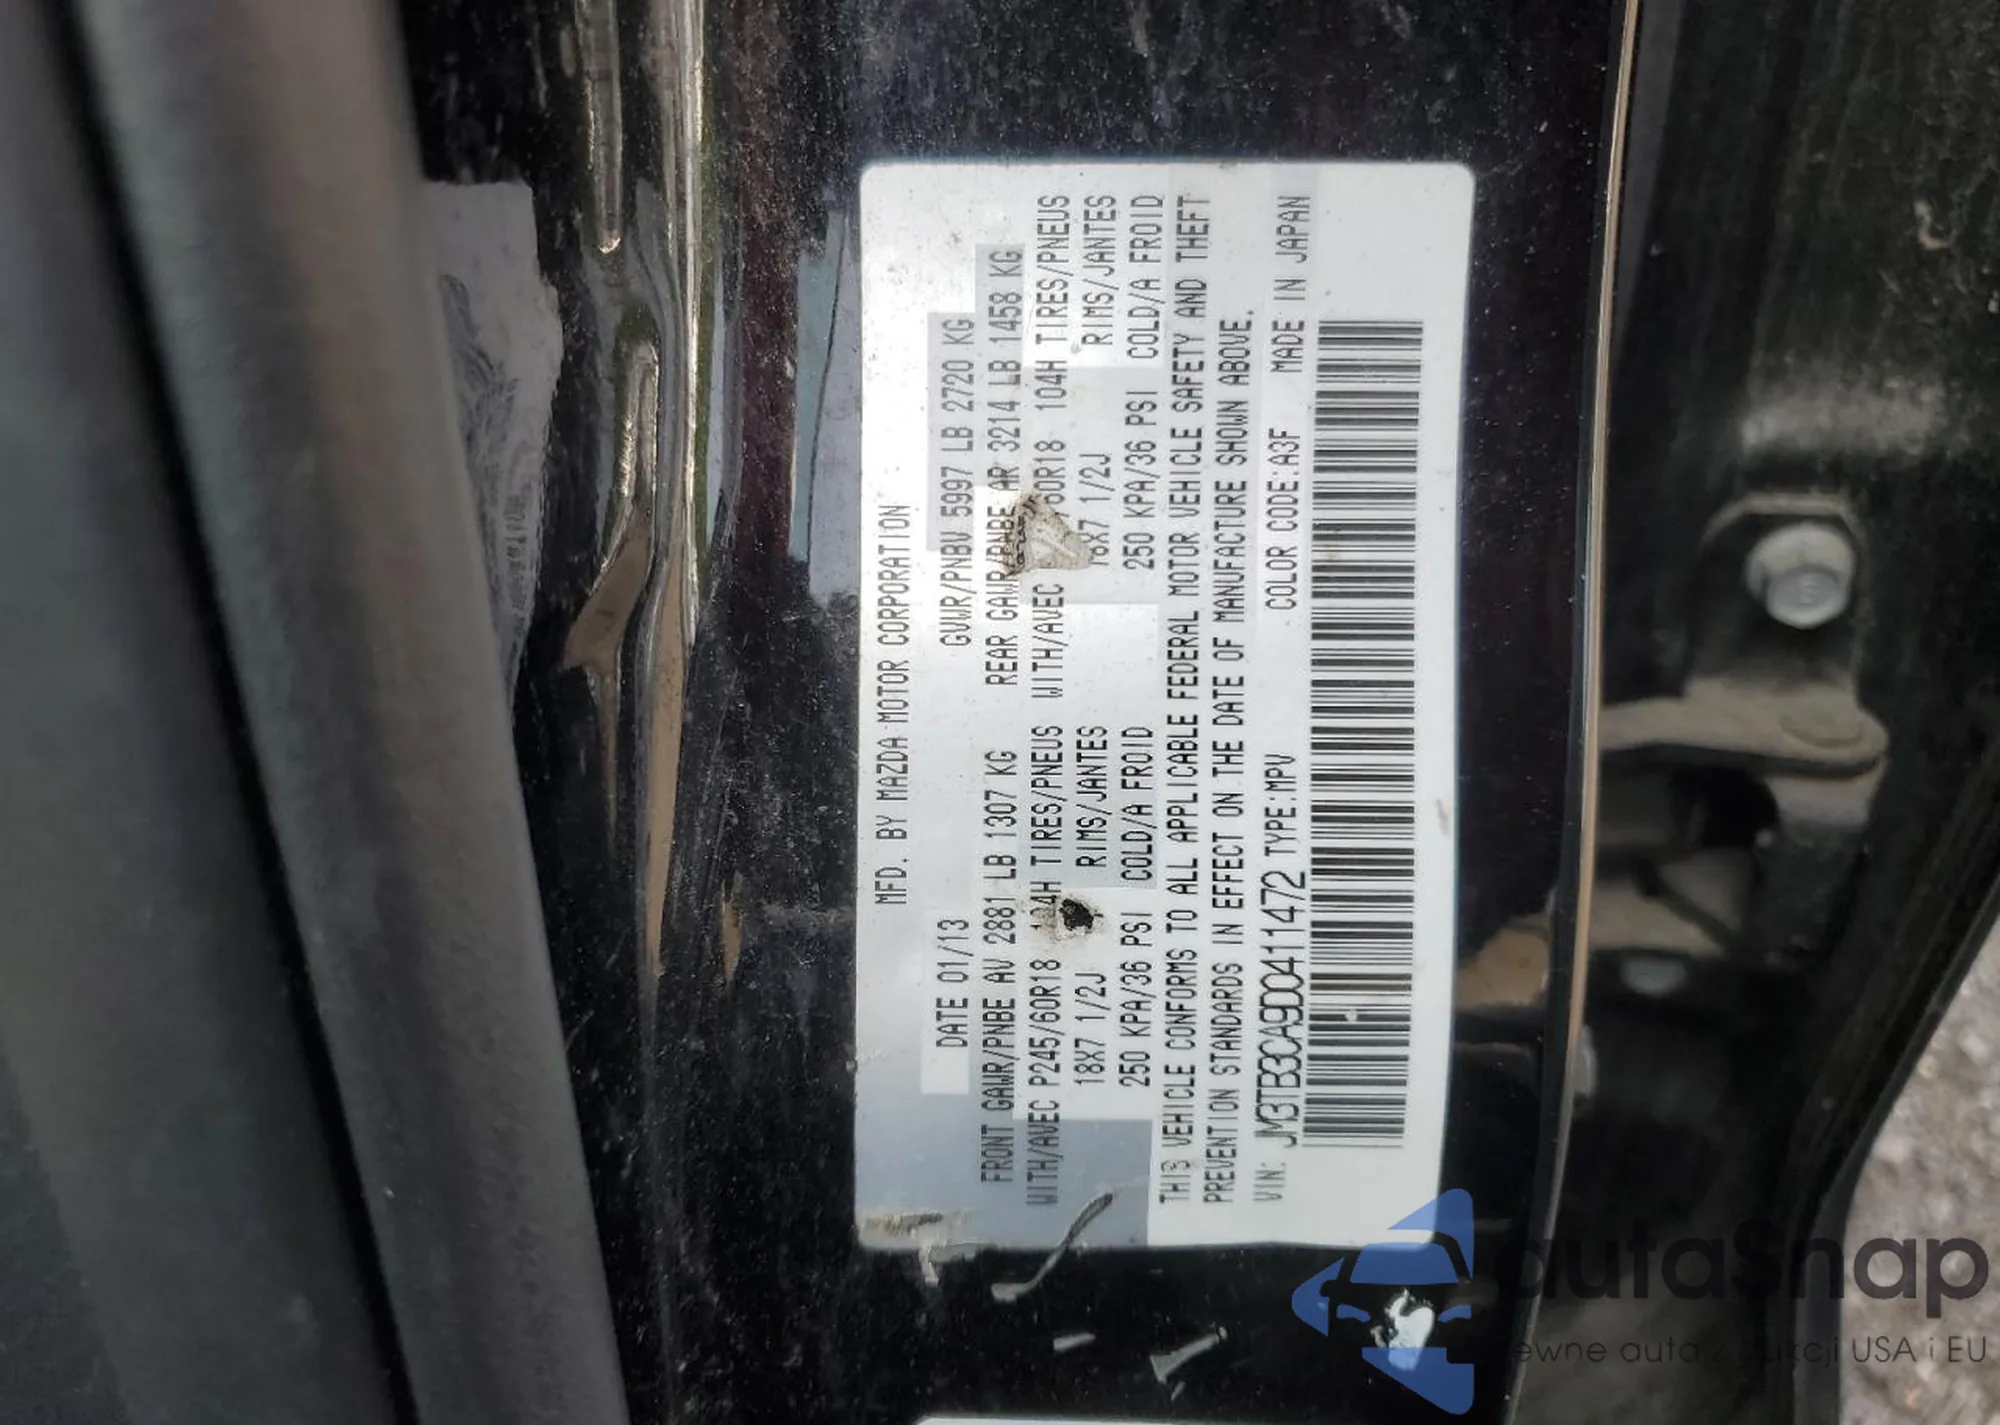 MFD. BY MAZDA MOTOR CORPORATION
DATE 01/13 GVWR/PNBV 5997 LB 2720 KG
FRONT GAWR/PNBE AV 2881 LB 1307 KG REAR GAWR/PNBE AR 3214 LB 1458 KG
WITH/AVEC P245/60R18 104H TIRES/PNEUS WITH/AVEC /60R18 104H TIRES/PNEUS
18X7 1/2J RIMS/JANTES 18X7 1/2J RIMS/JANTES
250 KPA/36 PSI COLD/A FROID 250 KPA/36 PSI COLD/A FROID
THIS VEHICLE CONFORMS TO ALL APPLICABLE FEDERAL MOTOR VEHICLE SAFETY AND THEFT
PREVENTION STANDARDS IN EFFECT ON THE DATE OF MANUFACTURE SHOWN ABOVE.
VIN: JM3TB3CA9D0411472 TYPE:MPV COLOR CODE:A3F MADE IN JAPAN
autaSnap
auto z USA i EU